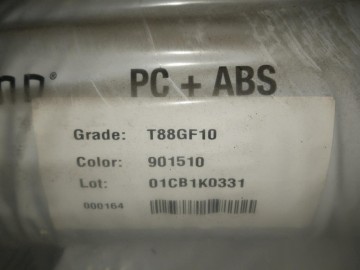 PC + ABS
Grade: T88GF10
Color: 901510
Lot: 01CB1K0331
000164